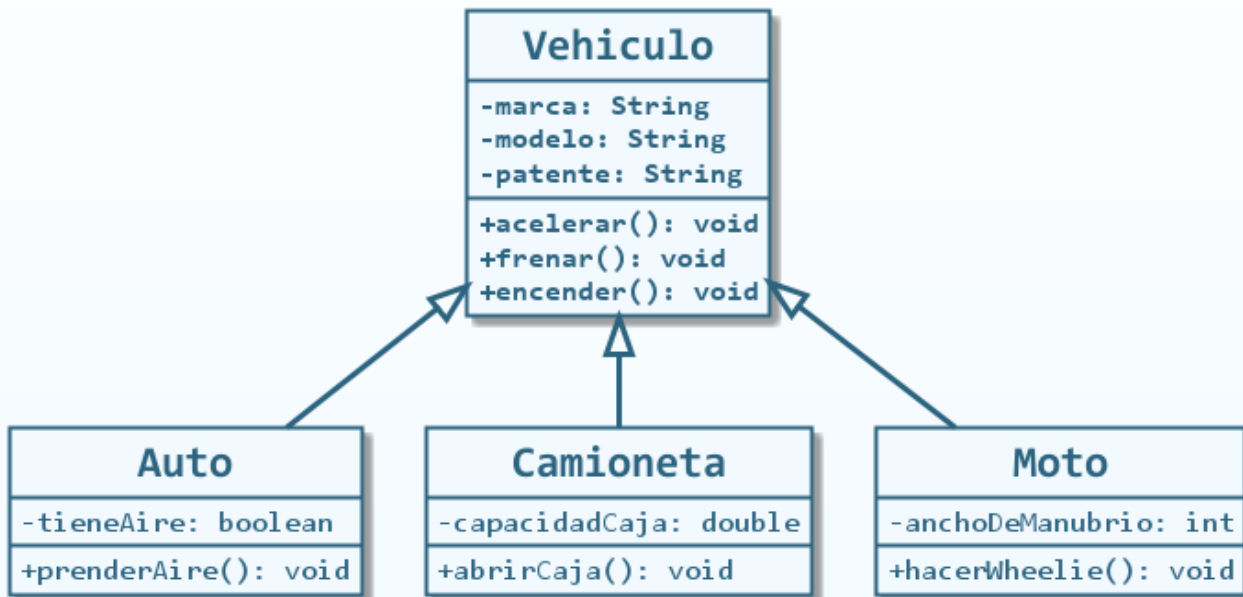 Vehiculo
-marca: String
-modelo: String
-patente: String
+acelerar(): void
+frenar(): void
+encender(): void
Auto
-tieneAire: boolean
+prenderAire(): void
Camioneta
-capacidadCaja: double
+abrirCaja(): void
Moto
-anchoDeManubrio: int
+hacerWheelie(): void